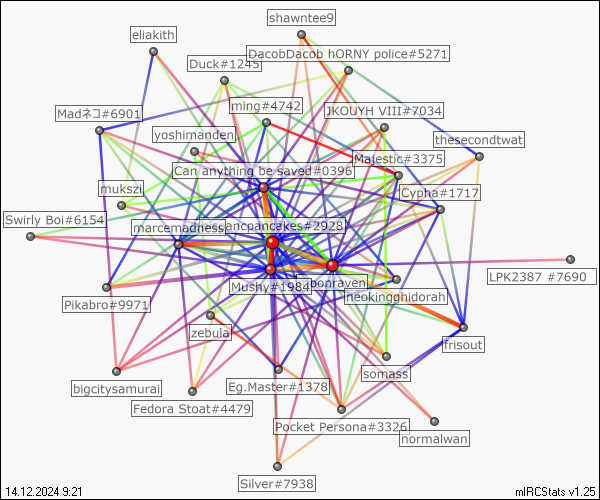 shawntee9
eliakith
DacobDacob hORNY police#5271
Duck#1245
ming#4742
JKOUYH VIII#7034
Madネコ#6901
yoshimanden
thesecondtwat
Majestic#3375
Can anything be saved#0396
mukszi
Cypha#1717
Swirly Boi#6154
marcemadness
ancpancakes#2928
LPK2387 #7690
Mushy#1984
bonraven
neokingghidorah
Pikabro#9971
zebula
frisout
somass
bigcitysamurai
Eg.Master#1378
Fedora Stoat#4479
Pocket Persona#3326
normalwan
Silver#7938
14.12.2024 9:21
mIRCStats v1.25